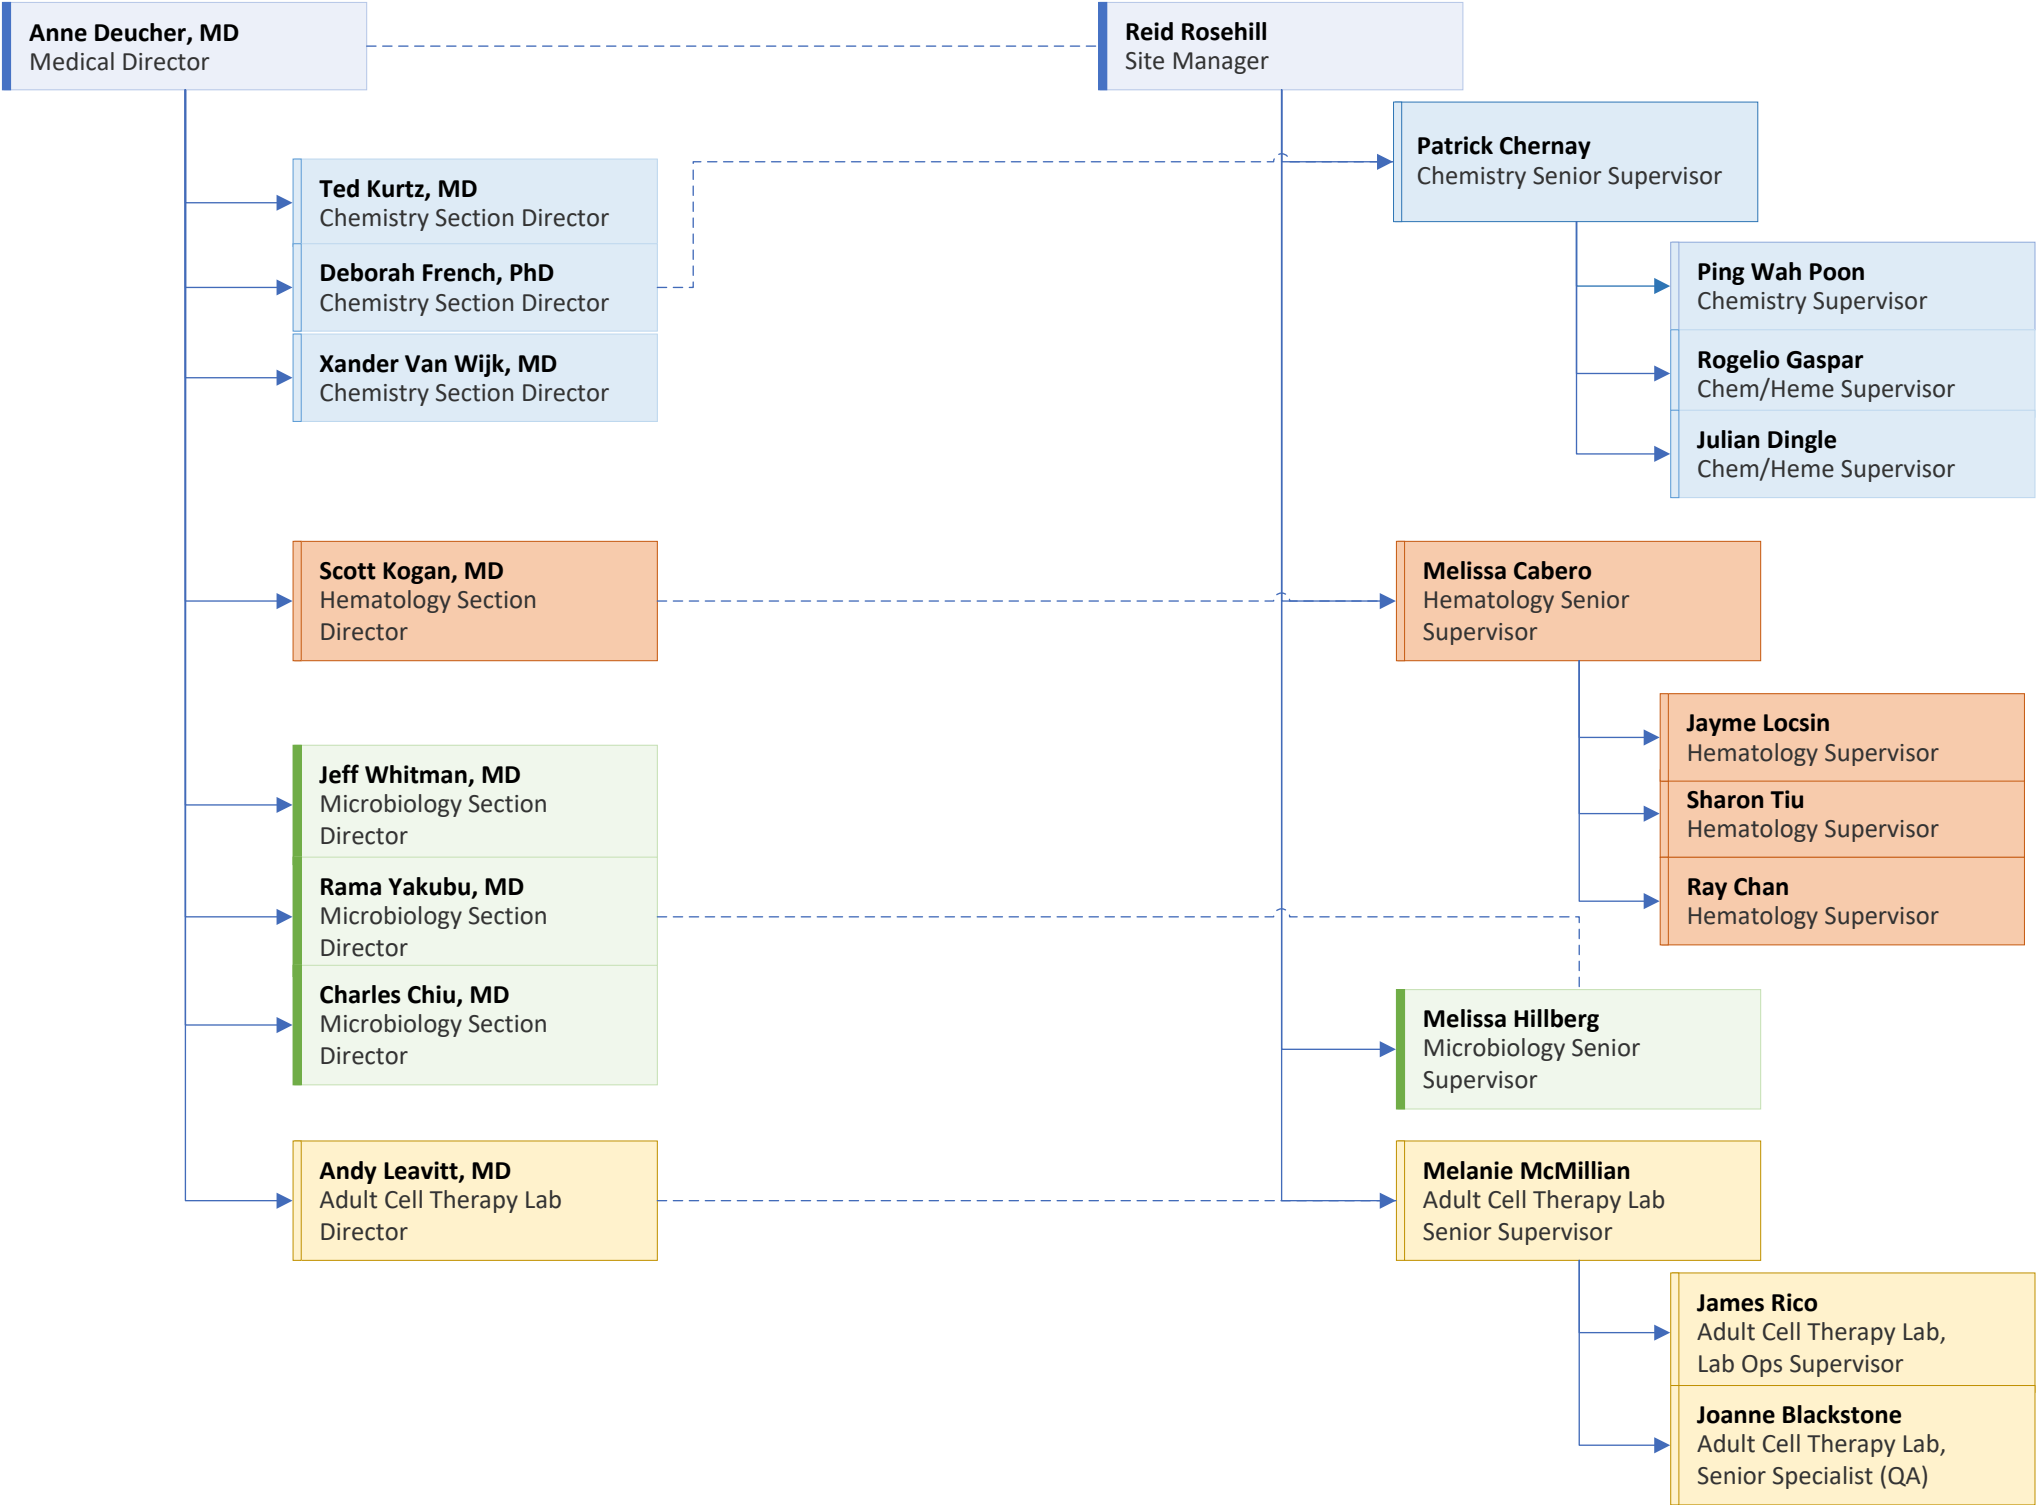 Anne Deucher, MD
Medical Director
Reid Rosehill
Site Manager
Patrick Chernay
Chemistry Senior Supervisor
Ted Kurtz, MD
Chemistry Section Director
Deborah French, PhD
Chemistry Section Director
Xander Van Wijk, MD
Chemistry Section Director
Ping Wah Poon
Chemistry Supervisor
Rogelio Gaspar
Chem/Heme Supervisor
Julian Dingle
Chem/Heme Supervisor
Scott Kogan, MD
Hematology Section
Director
Melissa Cabero
Hematology Senior
Supervisor
Jayme Locsin
Hematology Supervisor
Sharon Tiu
Hematology Supervisor
Ray Chan
Hematology Supervisor
Jeff Whitman, MD
Microbiology Section
Director
Rama Yakubu, MD
Microbiology Section
Director
Charles Chiu, MD
Microbiology Section
Director
Melissa Hillberg
Microbiology Senior
Supervisor
Andy Leavitt, MD
Adult Cell Therapy Lab
Director
Melanie McMillian
Adult Cell Therapy Lab
Senior Supervisor
James Rico
Adult Cell Therapy Lab,
Lab Ops Supervisor
Joanne Blackstone
Adult Cell Therapy Lab,
Senior Specialist (QA)